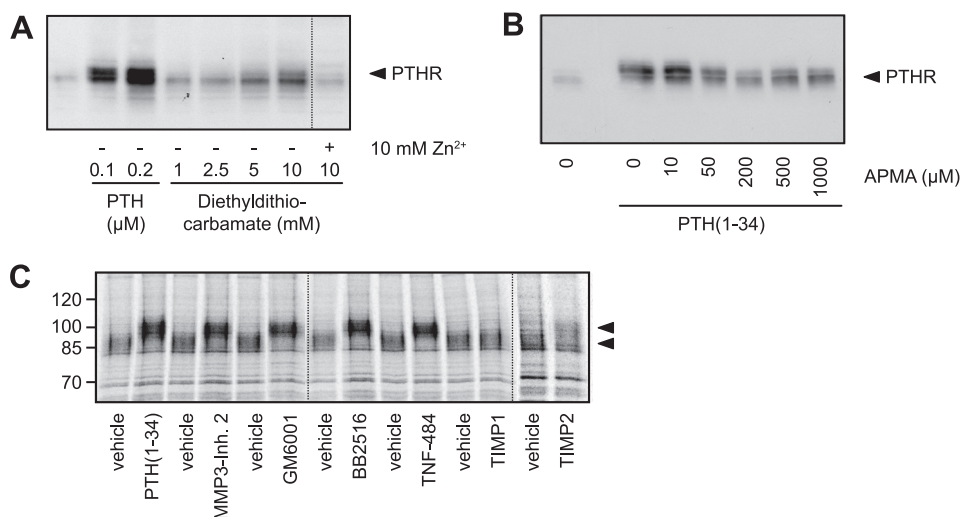 A
◄ PTHR
- - - - - - + 10 mM Zn²⁺
0.1 0.2 1 2.5 5 10 10
PTH (µM)
Diethyldithio-
carbamate (mM)
B
◄ PTHR
0 0 10 50 200 500 1000 APMA (µM)
PTH(1-34)
C
120
100
85
70
vehicle PTH(1-34) vehicle MMP3-Inh. 2 vehicle GM6001 vehicle BB2516 vehicle TNF-484 vehicle TIMP1 vehicle TIMP2